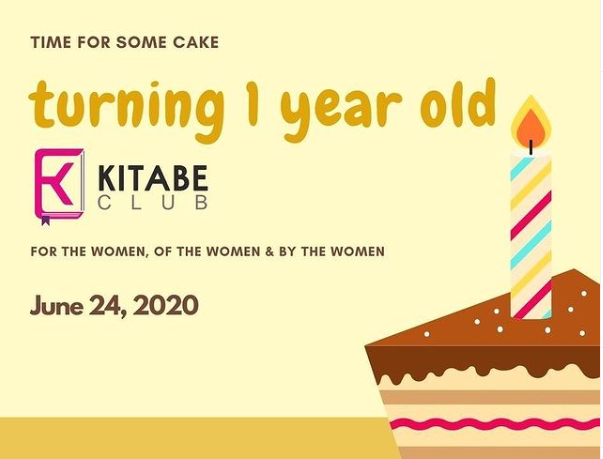 TIME FOR SOME CAKE
turning 1 year old
KITABE
CLUB
FOR THE WOMEN, OF THE WOMEN & BY THE WOMEN
June 24, 2020